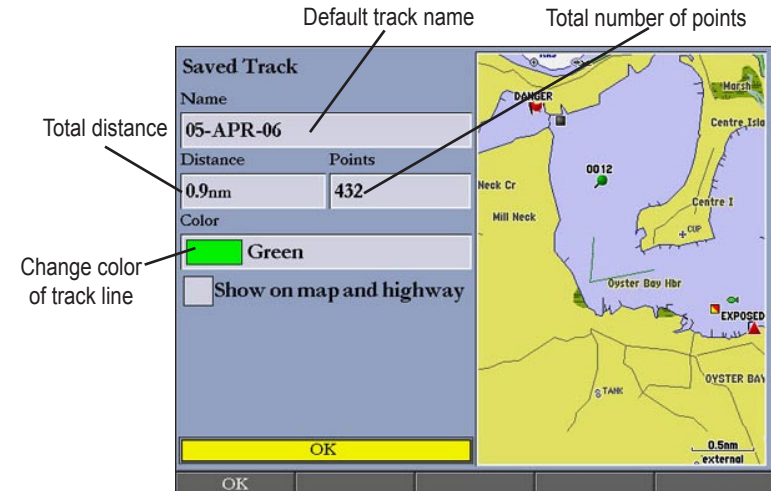 Default track name
Total number of points
Saved Track
Name
05-APR-06
Total distance
Distance Points
0.9nm 432
Color
Green
Change color
of track line
Show on map and highway
OK
OK
DANGER
Marsh
Centre Isla
0012
Neck Cr
Centre I
Mill Neck
CUP
Oyster Bay Hbr
EXPOSED
OYSTER BAY
TANK
0.5nm
external